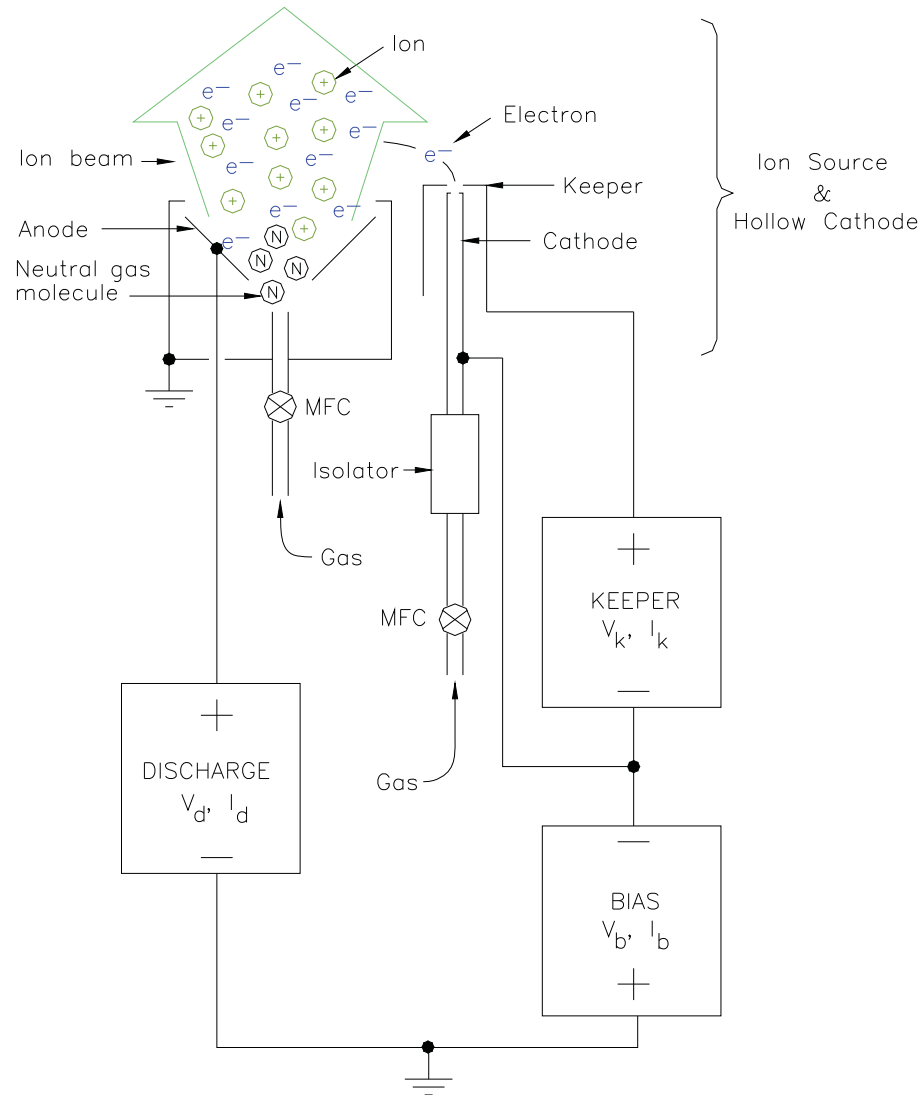 Ion
e−
e−
e−
e−
e−
e−
e−
e−
e−
e−
e−
+
+
+
+
+
+
+
+
+
+
Electron
e−
Ion beam
Keeper
Ion Source
&
Hollow Cathode
Anode
Cathode
Neutral gas
molecule
N
N
N
N
MFC
Isolator
Gas
MFC
Gas
+
KEEPER
Vk, Ik
−
+
DISCHARGE
Vd, Id
−
−
BIAS
Vb, Ib
+